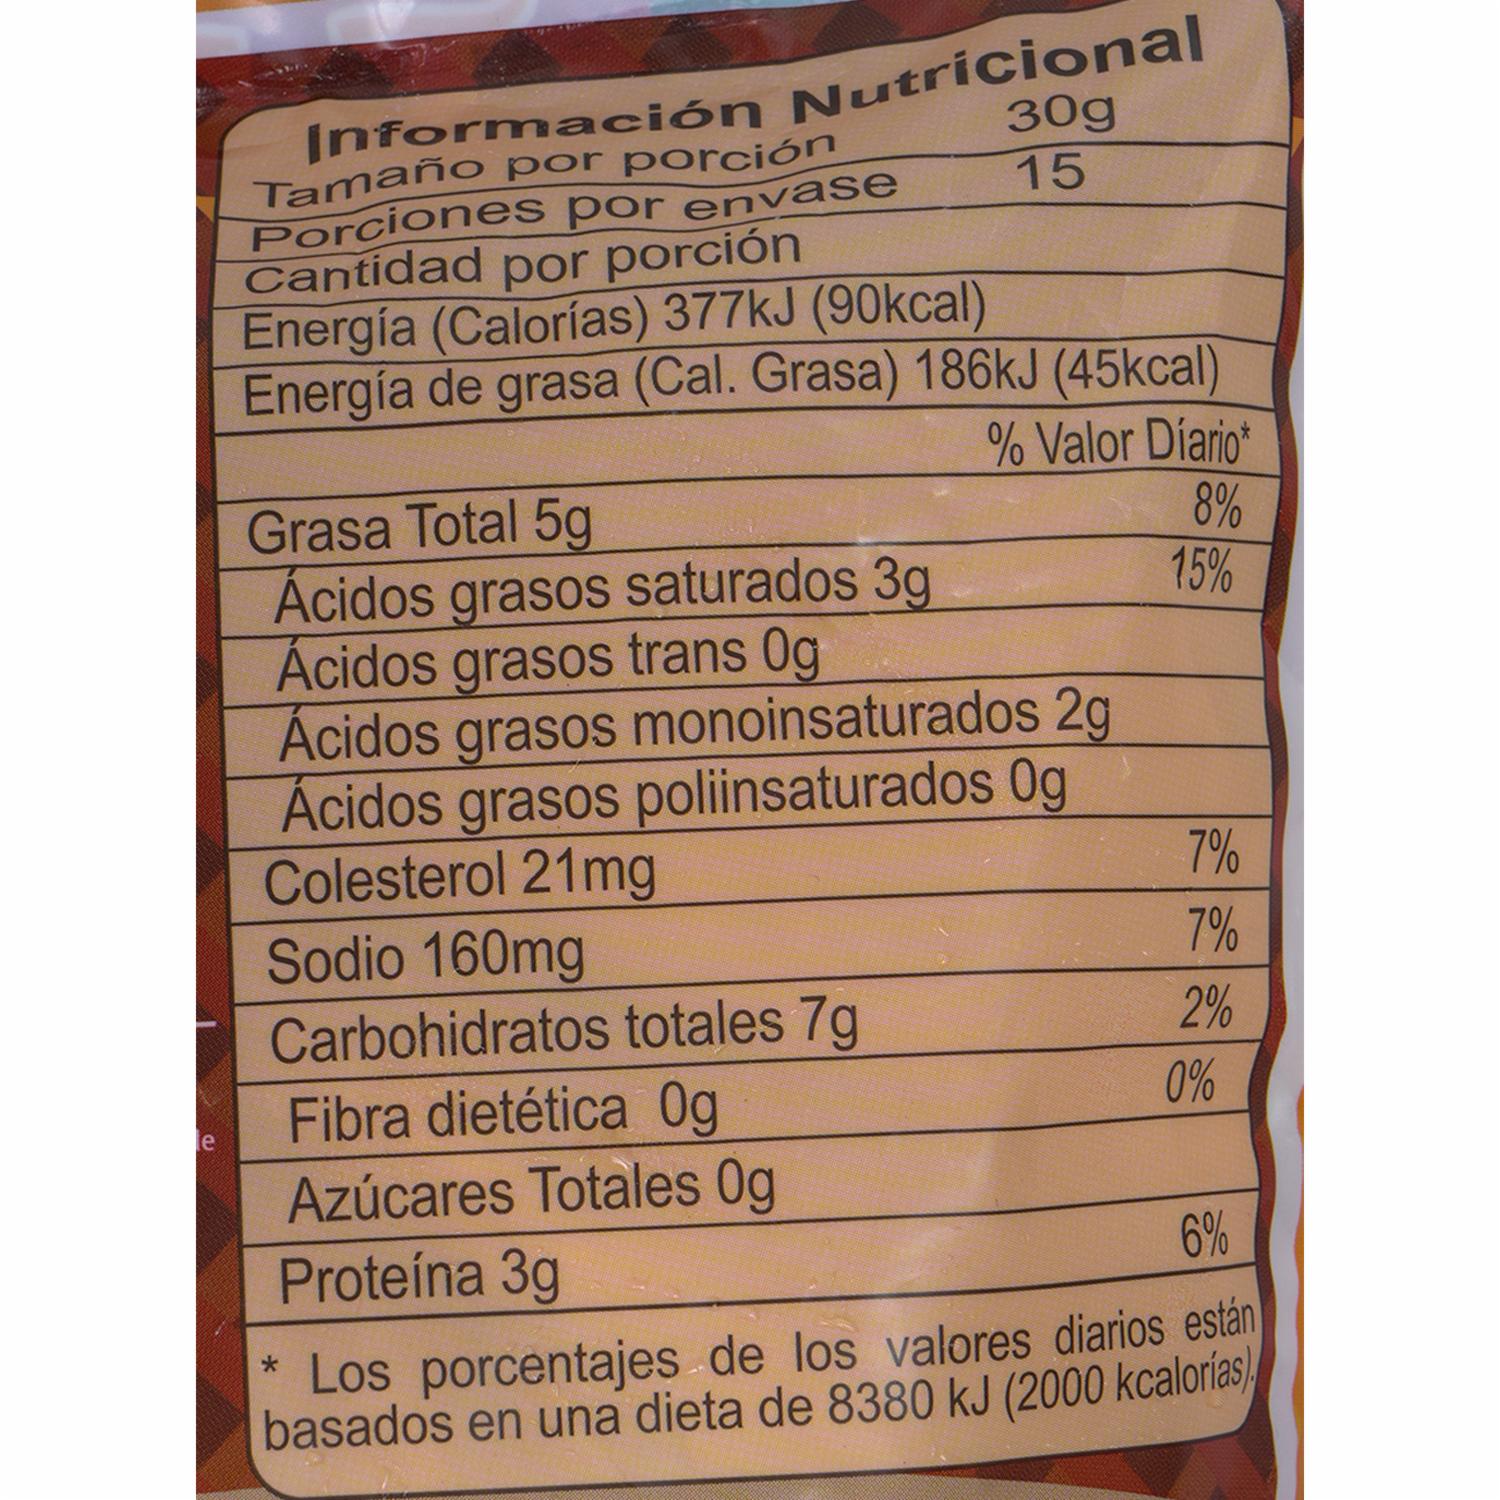 Información Nutricional
Tamaño por porción 30g
Porciones por envase 15
Cantidad por porción
Energía (Calorías) 377kJ (90kcal)
Energía de grasa (Cal. Grasa) 186kJ (45kcal)
% Valor Díario*
Grasa Total 5g 8%
Ácidos grasos saturados 3g 15%
Ácidos grasos trans 0g
Ácidos grasos monoinsaturados 2g
Ácidos grasos poliinsaturados 0g
Colesterol 21mg 7%
Sodio 160mg 7%
Carbohidratos totales 7g 2%
Fibra dietética 0g 0%
Azúcares Totales 0g
Proteína 3g 6%
* Los porcentajes de los valores diarios están
basados en una dieta de 8380 kJ (2000 kcalorías).